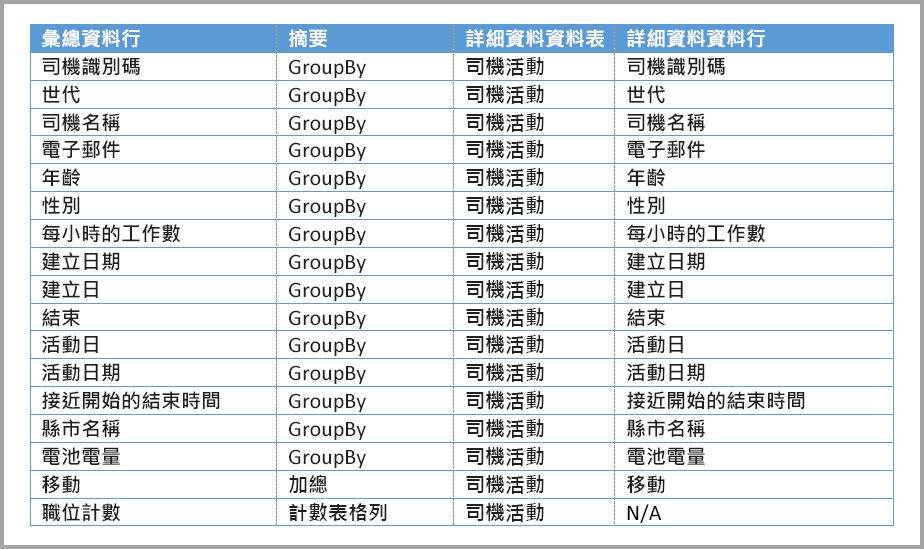 彙總資料行 摘要 詳細資料資料表 詳細資料資料行
司機識別碼 GroupBy 司機活動 司機識別碼
世代 GroupBy 司機活動 世代
司機名稱 GroupBy 司機活動 司機名稱
電子郵件 GroupBy 司機活動 電子郵件
年齡 GroupBy 司機活動 年齡
性別 GroupBy 司機活動 性別
每小時的工作數 GroupBy 司機活動 每小時的工作數
建立日期 GroupBy 司機活動 建立日期
建立日 GroupBy 司機活動 建立日
結束 GroupBy 司機活動 結束
活動日 GroupBy 司機活動 活動日
活動日期 GroupBy 司機活動 活動日期
接近開始的結束時間 GroupBy 司機活動 接近開始的結束時間
縣市名稱 GroupBy 司機活動 縣市名稱
電池電量 GroupBy 司機活動 電池電量
移動 加總 司機活動 移動
職位計數 計數表格列 司機活動 N/A